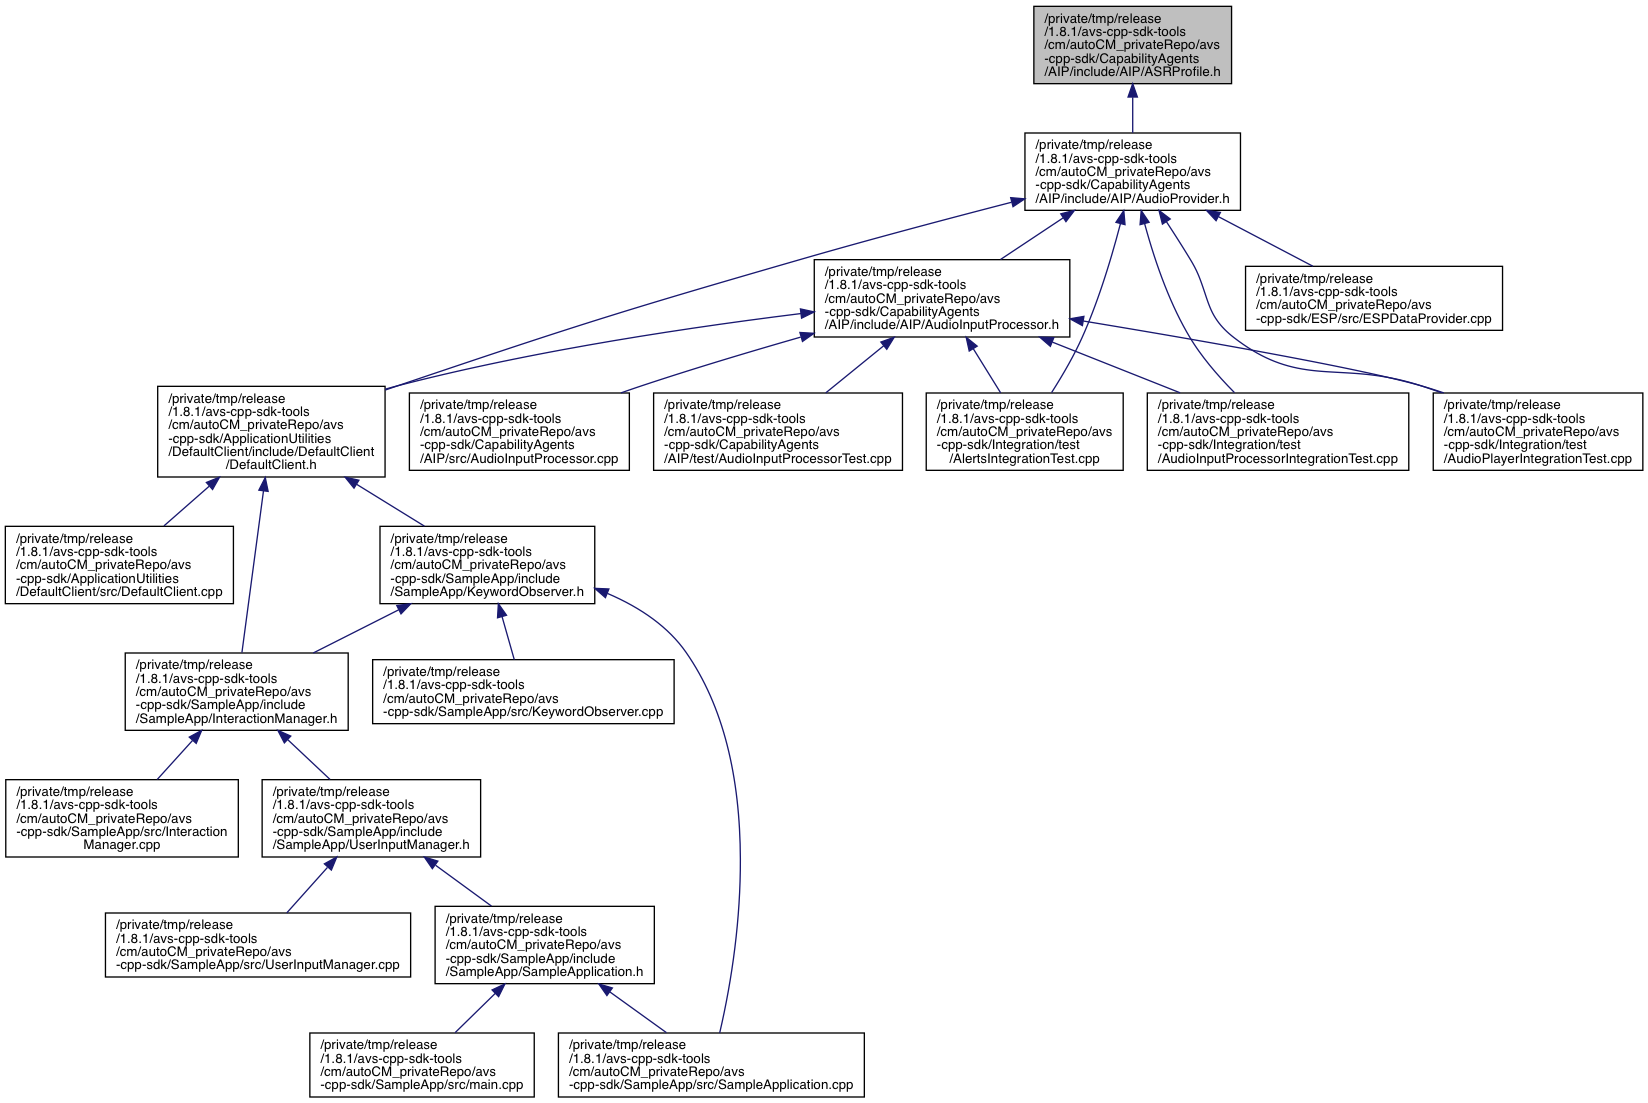 /private/tmp/release
/1.8.1/avs-cpp-sdk-tools
/cm/autoCM_privateRepo/avs
-cpp-sdk/CapabilityAgents
/AIP/include/AIP/ASRProfile.h
/private/tmp/release
/1.8.1/avs-cpp-sdk-tools
/cm/autoCM_privateRepo/avs
-cpp-sdk/CapabilityAgents
/AIP/include/AIP/AudioProvider.h
/private/tmp/release
/1.8.1/avs-cpp-sdk-tools
/cm/autoCM_privateRepo/avs
-cpp-sdk/CapabilityAgents
/AIP/include/AIP/AudioInputProcessor.h
/private/tmp/release
/1.8.1/avs-cpp-sdk-tools
/cm/autoCM_privateRepo/avs
-cpp-sdk/ESP/src/ESPDataProvider.cpp
/private/tmp/release
/1.8.1/avs-cpp-sdk-tools
/cm/autoCM_privateRepo/avs
-cpp-sdk/ApplicationUtilities
/DefaultClient/include/DefaultClient
/DefaultClient.h
/private/tmp/release
/1.8.1/avs-cpp-sdk-tools
/cm/autoCM_privateRepo/avs
-cpp-sdk/CapabilityAgents
/AIP/src/AudioInputProcessor.cpp
/private/tmp/release
/1.8.1/avs-cpp-sdk-tools
/cm/autoCM_privateRepo/avs
-cpp-sdk/CapabilityAgents
/AIP/test/AudioInputProcessorTest.cpp
/private/tmp/release
/1.8.1/avs-cpp-sdk-tools
/cm/autoCM_privateRepo/avs
-cpp-sdk/Integration/test
/AlertsIntegrationTest.cpp
/private/tmp/release
/1.8.1/avs-cpp-sdk-tools
/cm/autoCM_privateRepo/avs
-cpp-sdk/Integration/test
/AudioInputProcessorIntegrationTest.cpp
/private/tmp/release
/1.8.1/avs-cpp-sdk-tools
/cm/autoCM_privateRepo/avs
-cpp-sdk/Integration/test
/AudioPlayerIntegrationTest.cpp
/private/tmp/release
/1.8.1/avs-cpp-sdk-tools
/cm/autoCM_privateRepo/avs
-cpp-sdk/ApplicationUtilities
/DefaultClient/src/DefaultClient.cpp
/private/tmp/release
/1.8.1/avs-cpp-sdk-tools
/cm/autoCM_privateRepo/avs
-cpp-sdk/SampleApp/include
/SampleApp/KeywordObserver.h
/private/tmp/release
/1.8.1/avs-cpp-sdk-tools
/cm/autoCM_privateRepo/avs
-cpp-sdk/SampleApp/include
/SampleApp/InteractionManager.h
/private/tmp/release
/1.8.1/avs-cpp-sdk-tools
/cm/autoCM_privateRepo/avs
-cpp-sdk/SampleApp/src/KeywordObserver.cpp
/private/tmp/release
/1.8.1/avs-cpp-sdk-tools
/cm/autoCM_privateRepo/avs
-cpp-sdk/SampleApp/src/Interaction
Manager.cpp
/private/tmp/release
/1.8.1/avs-cpp-sdk-tools
/cm/autoCM_privateRepo/avs
-cpp-sdk/SampleApp/include
/SampleApp/UserInputManager.h
/private/tmp/release
/1.8.1/avs-cpp-sdk-tools
/cm/autoCM_privateRepo/avs
-cpp-sdk/SampleApp/src/UserInputManager.cpp
/private/tmp/release
/1.8.1/avs-cpp-sdk-tools
/cm/autoCM_privateRepo/avs
-cpp-sdk/SampleApp/include
/SampleApp/SampleApplication.h
/private/tmp/release
/1.8.1/avs-cpp-sdk-tools
/cm/autoCM_privateRepo/avs
-cpp-sdk/SampleApp/src/main.cpp
/private/tmp/release
/1.8.1/avs-cpp-sdk-tools
/cm/autoCM_privateRepo/avs
-cpp-sdk/SampleApp/src/SampleApplication.cpp